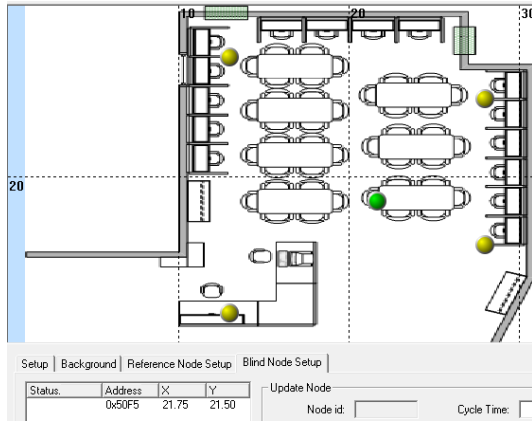 10 20 30
20
Setup Background Reference Node Setup Blind Node Setup
Status. Address X Y Update Node
0x50F5 21.75 21.50 Node id: Cycle Time: